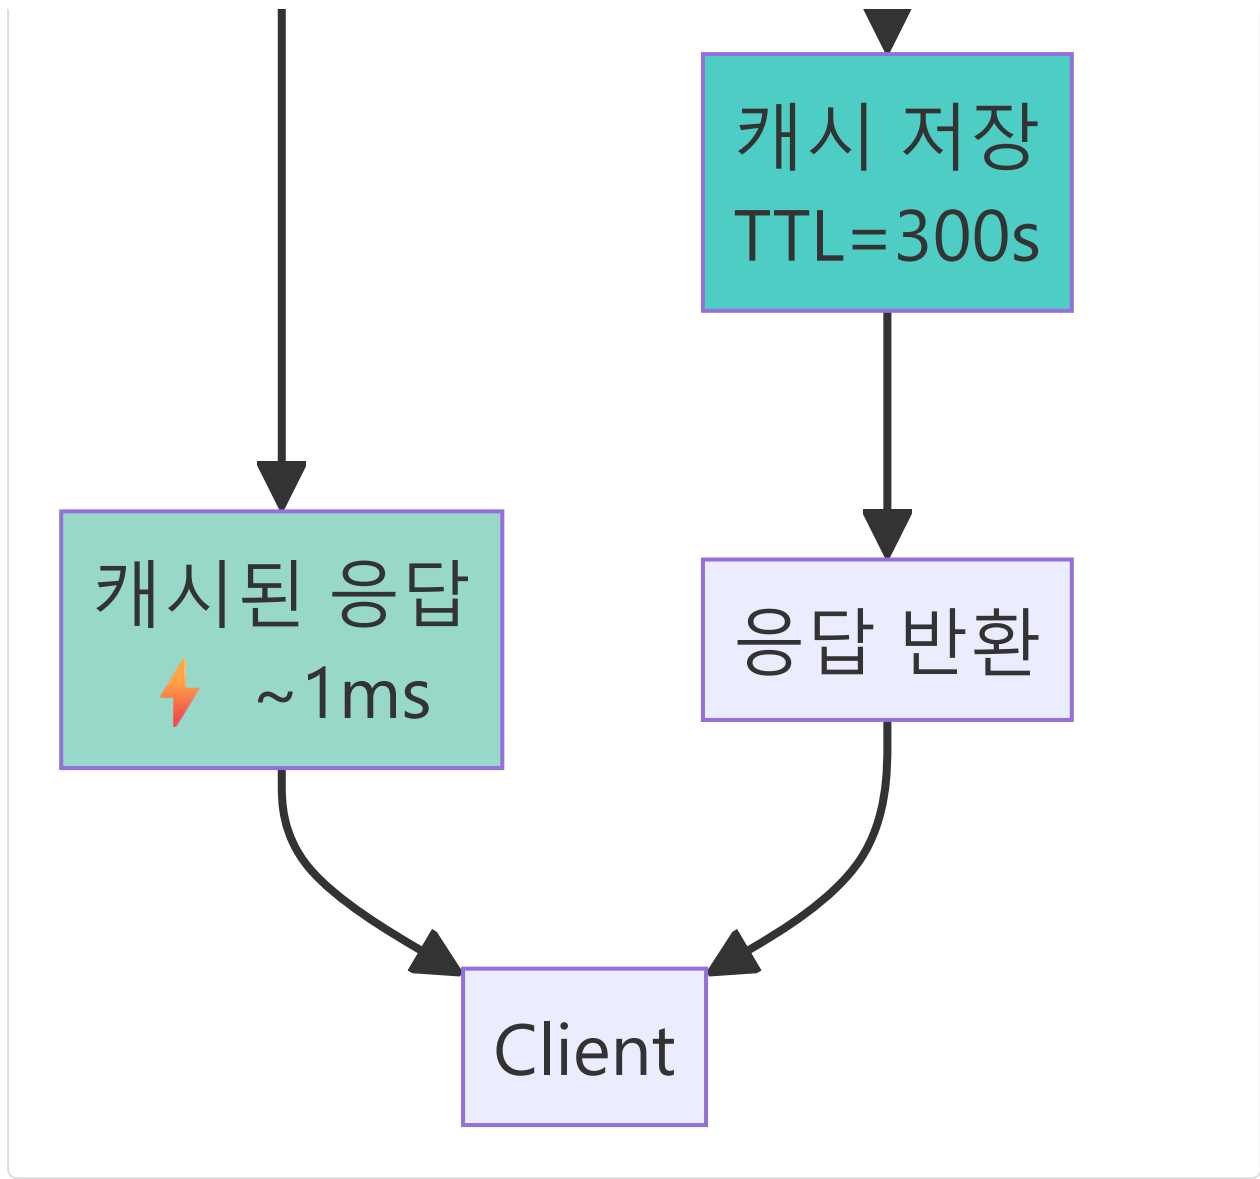 캐시 저장
TTL=300s
캐시된 응답
⚡ ~1ms
응답 반환
Client